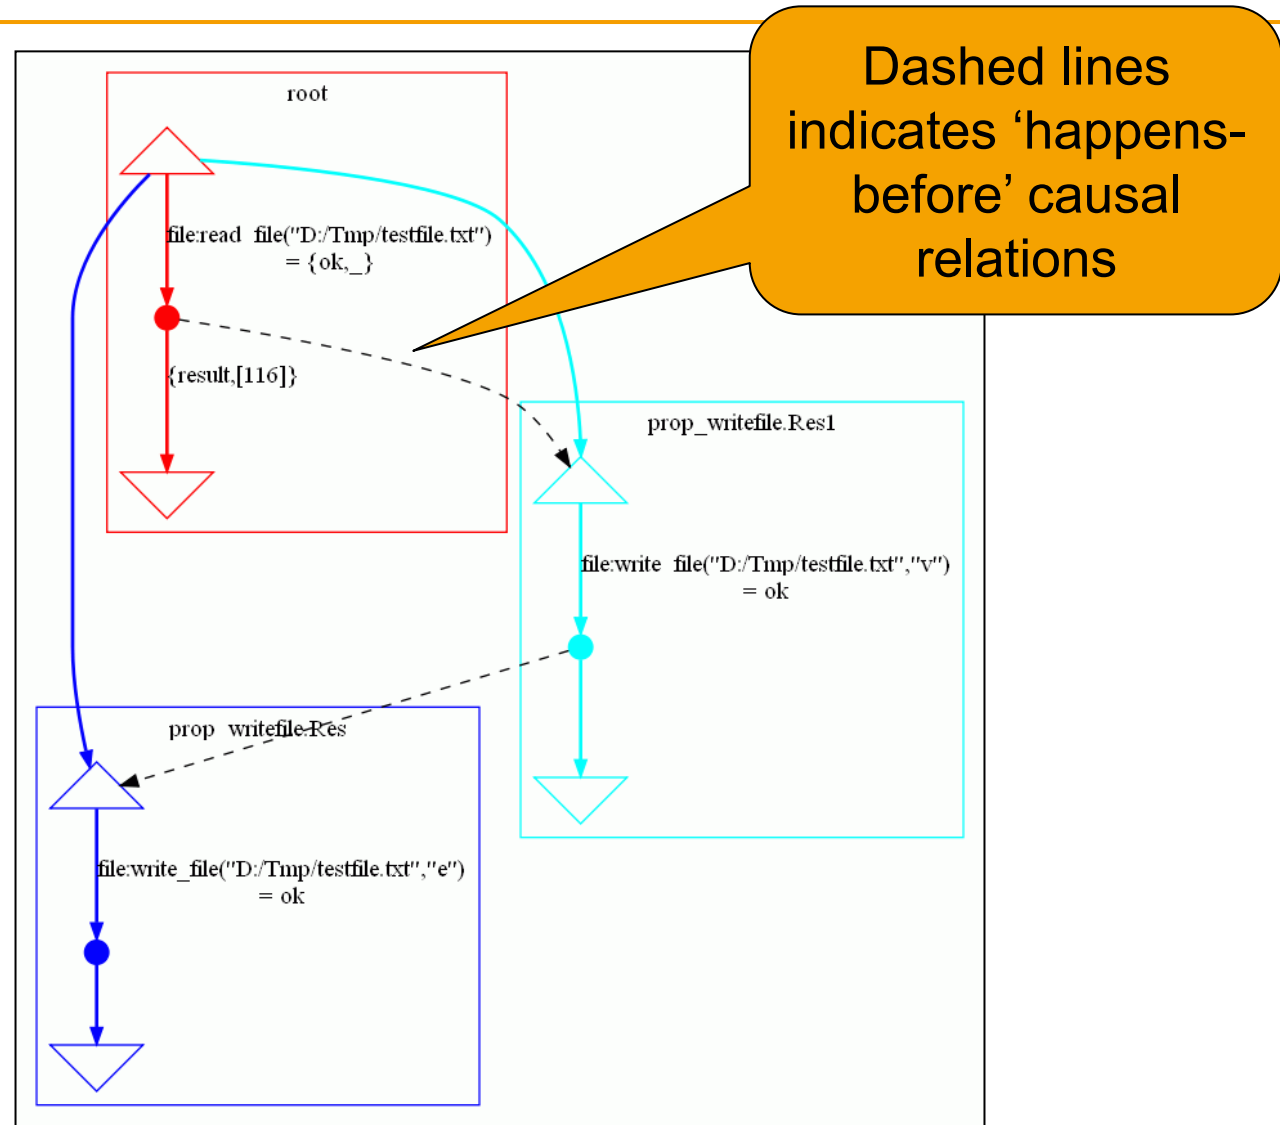 Dashed lines
indicates ‘happens-
before’ causal
relations
root
file:read_file("D:/Tmp/testfile.txt")
= {ok,_}
{result,[116]}
prop_writefile.Res1
file:write_file("D:/Tmp/testfile.txt","v")
= ok
prop_writefile.Res
file:write_file("D:/Tmp/testfile.txt","e")
= ok